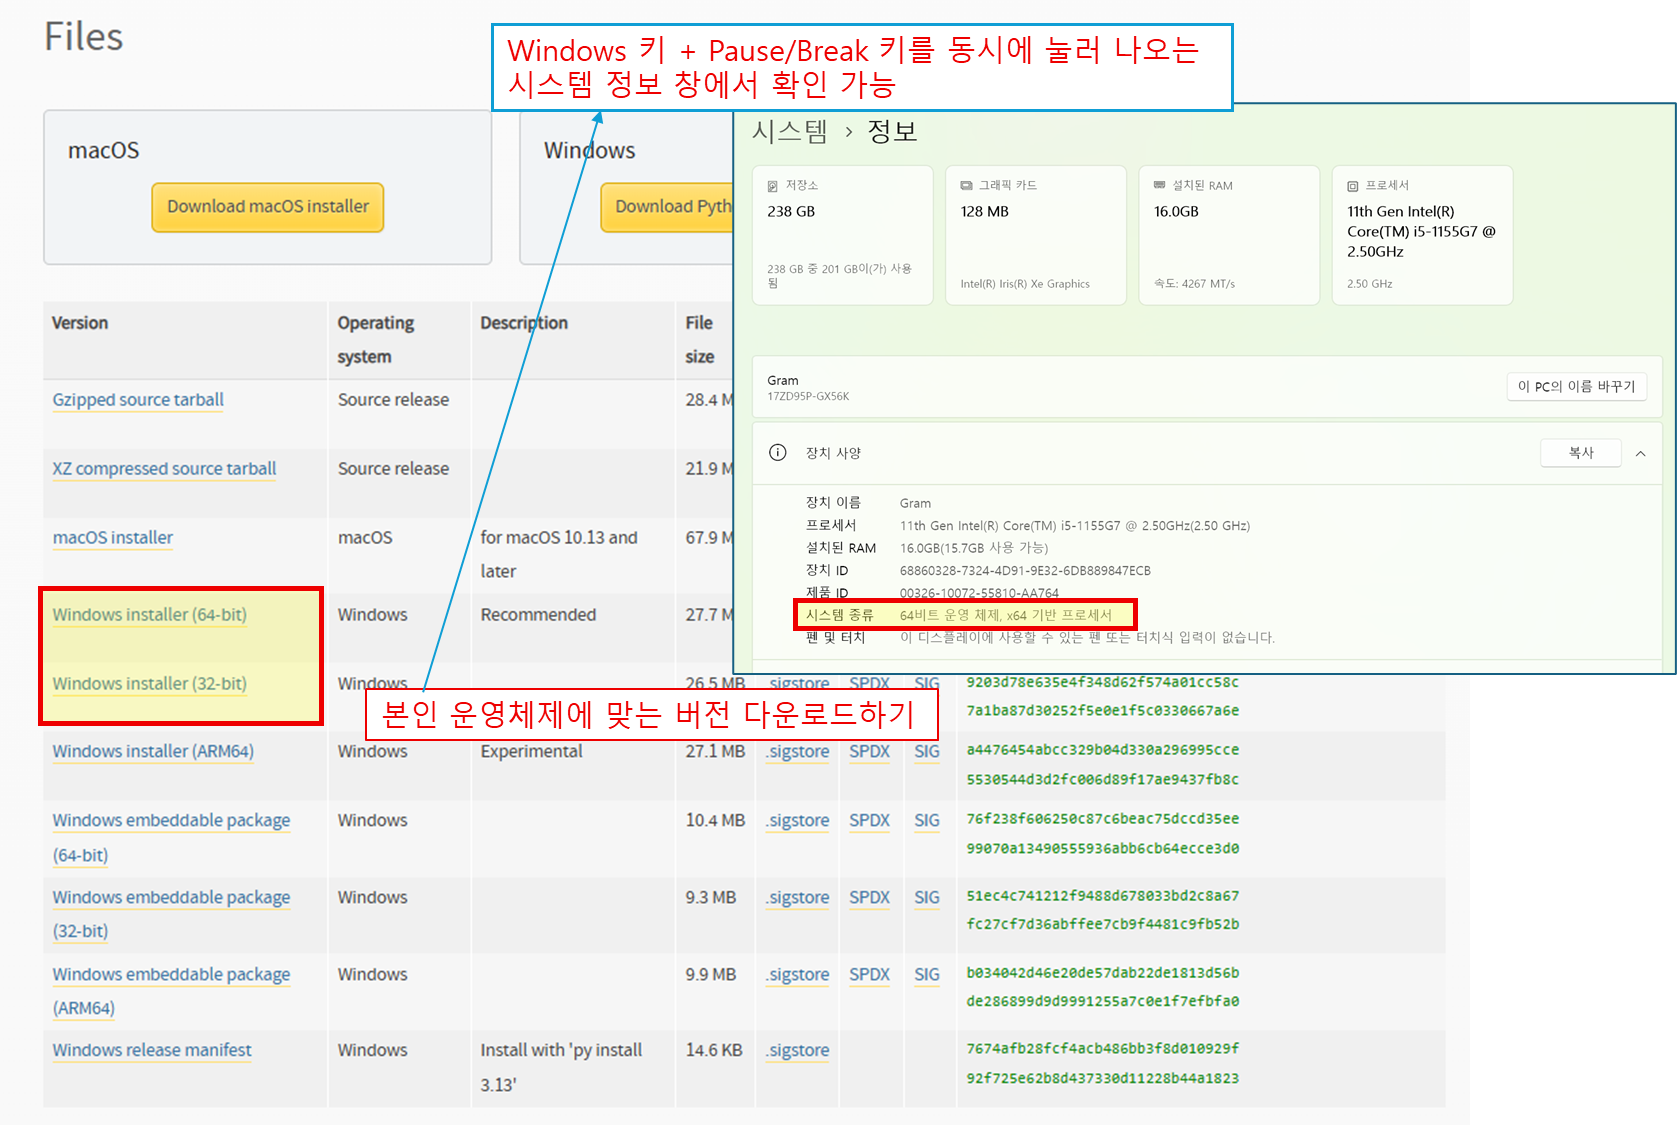 Files
Windows 키 + Pause/Break 키를 동시에 눌러 나오는
시스템 정보 창에서 확인 가능
macOS
Download macOS installer
Windows
Download Pyth
시스템 › 정보
저장소
238 GB
238 GB 중 201 GB이(가) 사용
됨
그래픽 카드
128 MB
Intel(R) Iris(R) Xe Graphics
설치된 RAM
16.0GB
속도: 4267 MT/s
프로세서
11th Gen Intel(R)
Core(TM) i5-1155G7 @
2.50GHz
2.50 GHz
Gram
17ZD95P-GX56K
이 PC의 이름 바꾸기
장치 사양
복사
장치 이름 Gram
프로세서 11th Gen Intel(R) Core(TM) i5-1155G7 @ 2.50GHz(2.50 GHz)
설치된 RAM 16.0GB(15.7GB 사용 가능)
장치 ID 68860328-7324-4D91-9E32-6DB889847ECB
제품 ID 00326-10072-55810-AA764
시스템 종류 64비트 운영 체제, x64 기반 프로세서
펜 및 터치 이 디스플레이에 사용할 수 있는 펜 또는 터치식 입력이 없습니다.
Version Operating system Description File size
Gzipped source tarball Source release 28.4 M
XZ compressed source tarball Source release 21.9 M
macOS installer macOS for macOS 10.13 and later 67.9 M
Windows installer (64-bit) Windows Recommended 27.7 M
Windows installer (32-bit) Windows 26.5 MB .sigstore SPDX SIG 9203d78e635e4f348d62f574a01cc58c
7a1ba87d30252f5e0e1f5c0330667a6e
본인 운영체제에 맞는 버전 다운로드하기
Windows installer (ARM64) Windows Experimental 27.1 MB .sigstore SPDX SIG a4476454abcc329b04d330a296995cce
5530544d3d2fc006d89f17ae9437fb8c
Windows embeddable package Windows 10.4 MB .sigstore SPDX SIG 76f238f606250c87c6beac75dccd35ee
(64-bit) 99070a13490555936abb6cb64ecce3d0
Windows embeddable package Windows 9.3 MB .sigstore SPDX SIG 51ec4c741212f9488d678033bd2c8a67
(32-bit) fc27cf7d36abffee7cb9f4481c9fb52b
Windows embeddable package Windows 9.9 MB .sigstore SPDX SIG b034042d46e20de57dab22de1813d56b
(ARM64) de286899d9d9991255a7c0e1f7efbfa0
Windows release manifest Windows Install with 'py install 14.6 KB .sigstore 7674afb28fcf4acb486bb3f8d010929f
3.13' 92f725e62b8d437330d11228b44a1823